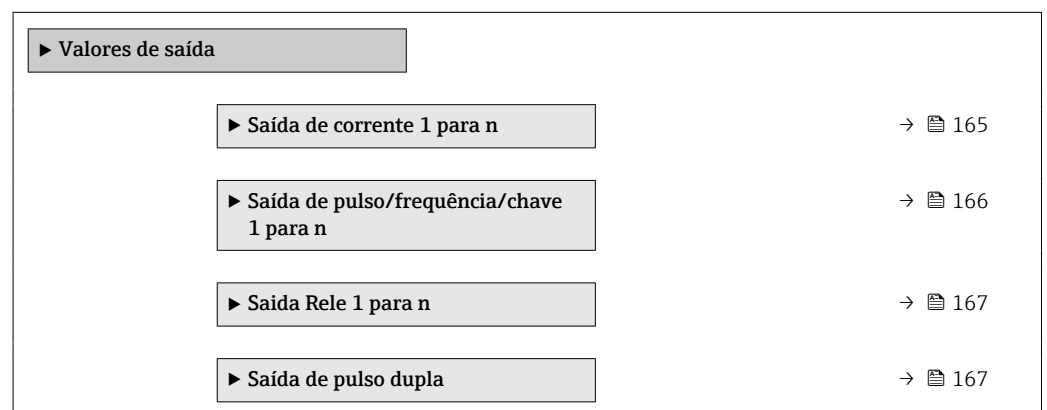 ▶ Valores de saída
▶ Saída de corrente 1 para n → 165
▶ Saída de pulso/frequência/chave → 166
1 para n
▶ Saida Rele 1 para n → 167
▶ Saída de pulso dupla → 167